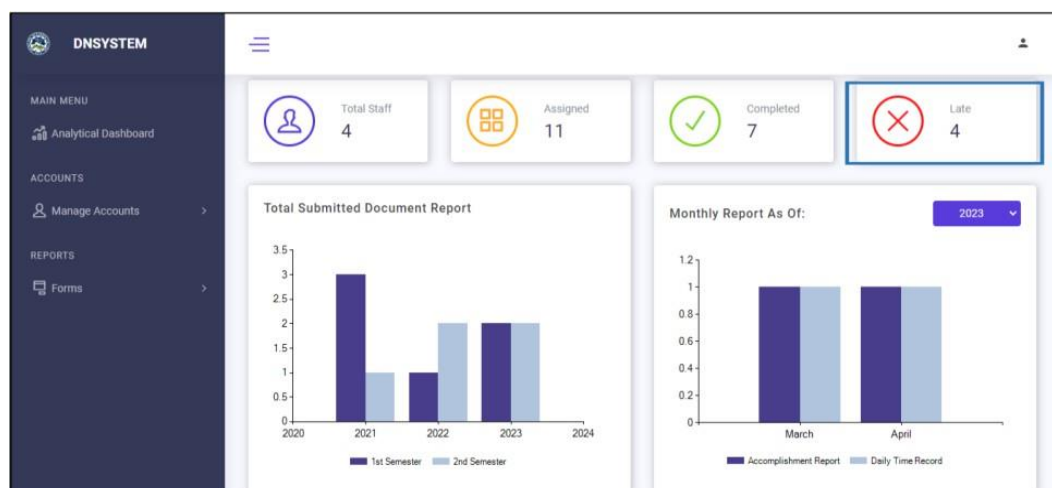 DNSYSTEM
MAIN MENU
Analytical Dashboard
ACCOUNTS
Manage Accounts
REPORTS
Forms
Total Staff
4
Assigned
11
Completed
7
Late
4
Total Submitted Document Report
3.5
3
2.5
2
1.5
1
0.5
0
2020 2021 2022 2023 2024
1st Semester 2nd Semester
Monthly Report As Of:
2023
1.2
1
0.8
0.6
0.4
0.2
0
March April
Accomplishment Report Daily Time Record